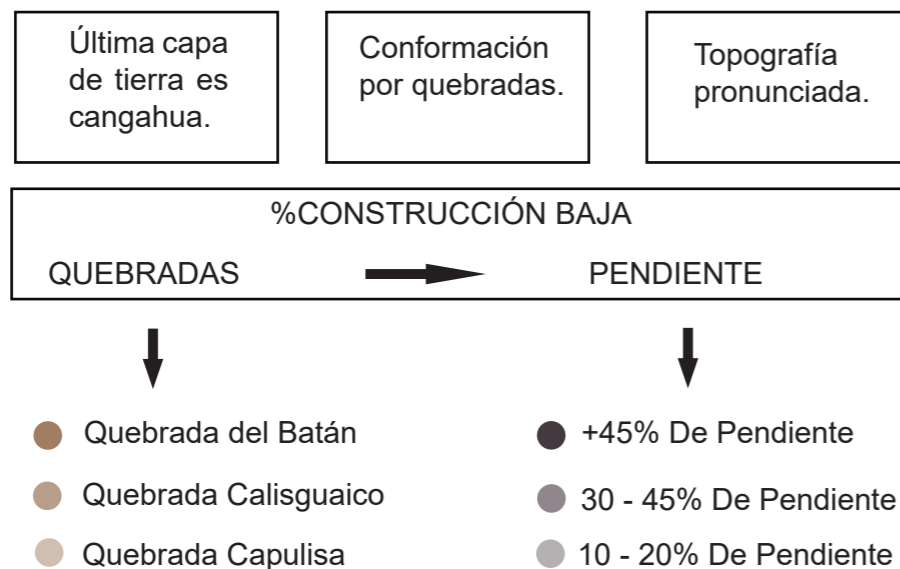 Última capa
de tierra es
cangahua.
Conformación
por quebradas.
Topografía
pronunciada.
%CONSTRUCCIÓN BAJA
QUEBRADAS
PENDIENTE
Quebrada del Batán
Quebrada Calisguaico
Quebrada Capulisa
+45% De Pendiente
30 - 45% De Pendiente
10 - 20% De Pendiente